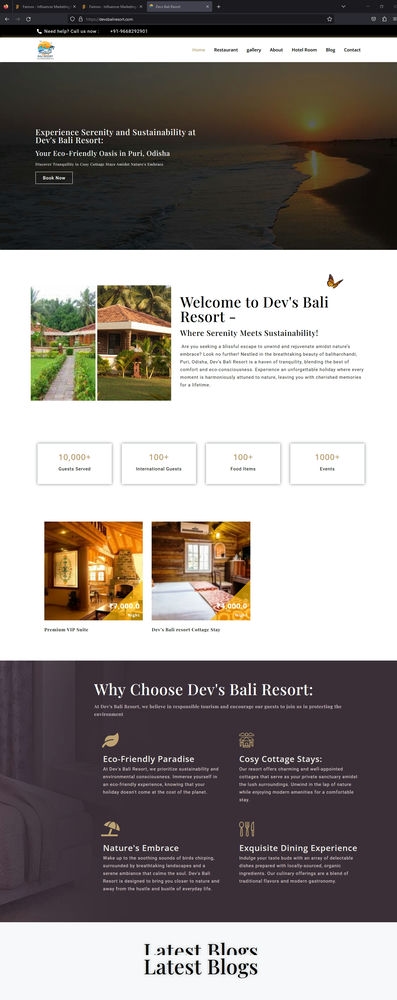 Famoxx - Influencer Marketing
Famoxx - Influencer Marketing
Dev's Bali Resort
https://devsbaliresort.com
Need help? Call us now : +91-9668292901
Home Restaurant gallery About Hotel Room Blog Contact
Experience Serenity and Sustainability at
Dev's Bali Resort:
Your Eco-Friendly Oasis in Puri, Odisha
Discover Tranquility in Cosy Cottage Stays Amidst Nature's Embrace
Book Now
Welcome to Dev's Bali
Resort -
Where Serenity Meets Sustainability!
Are you seeking a blissful escape to unwind and rejuvenate amidst nature's
embrace? Look no further! Nestled in the breathtaking beauty of baliharchandi,
Puri, Odisha, Dev's Bali Resort is a haven of tranquility, blending the best of
comfort and eco-consciousness. Experience an unforgettable holiday where every
moment is harmoniously attuned to nature, leaving you with cherished memories
for a lifetime.
10,000+ 100+ 100+ 1000+
Guests Served International Guests Food Items Events
₹7,000.0 ₹4,000.0
Night Night
Premium VIP Suite Dev's Bali resort Cottage Stay
Why Choose Dev's Bali Resort:
At Dev's Bali Resort, we believe in responsible tourism and encourage our guests to join us in protecting the
environment
Eco-Friendly Paradise
At Dev's Bali Resort, we prioritize sustainability and
environmental consciousness. Immerse yourself in
an eco-friendly experience, knowing that your
holiday doesn't come at the cost of the planet.
Cosy Cottage Stays:
Our resort offers charming and well-appointed
cottages that serve as your private sanctuary amidst
the lush surroundings. Unwind in the lap of nature
while enjoying modern amenities for a comfortable
stay.
Nature's Embrace
Wake up to the soothing sounds of birds chirping,
surrounded by breathtaking landscapes and a
serene ambiance that calms the soul. Dev's Bali
Resort is designed to bring you closer to nature and
away from the hustle and bustle of everyday life.
Exquisite Dining Experience
Indulge your taste buds with an array of delectable
dishes prepared with locally-sourced, organic
ingredients. Our culinary offerings are a blend of
traditional flavors and modern gastronomy.
Latest Blogs
Latest Blogs